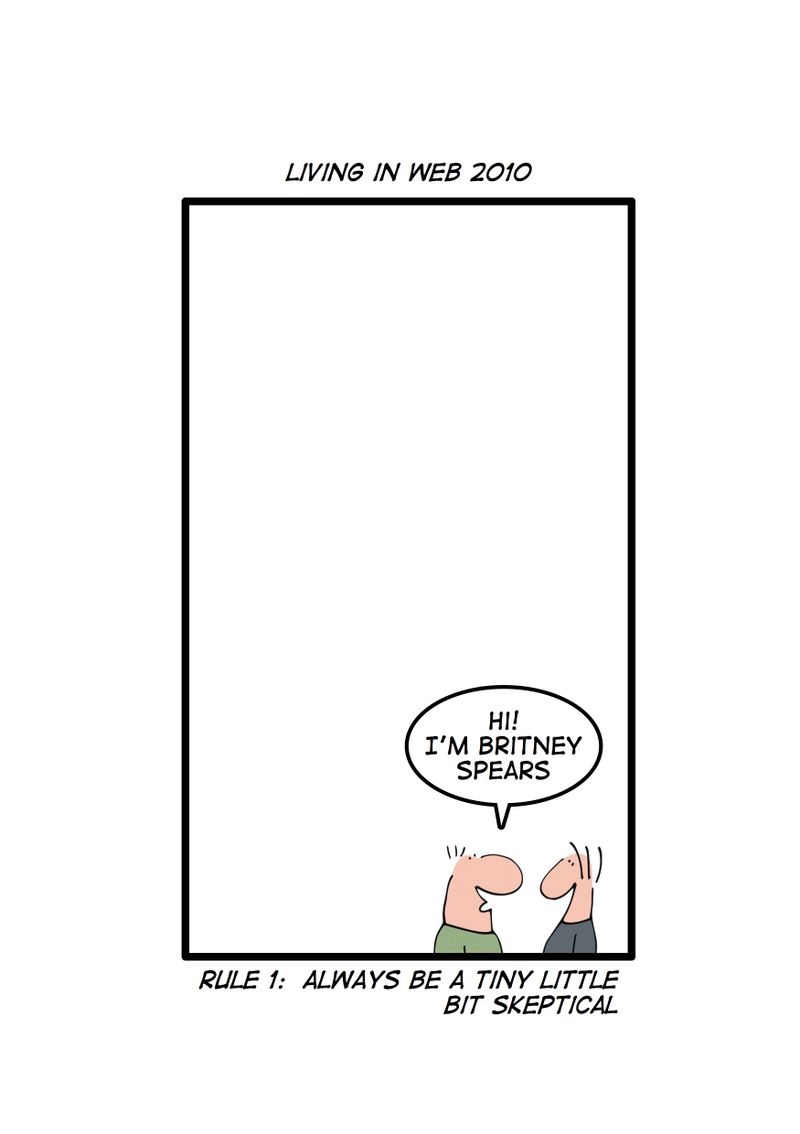 LIVING IN WEB 2010
HI!
I'M BRITNEY
SPEARS
RULE 1: ALWAYS BE A TINY LITTLE
BIT SKEPTICAL